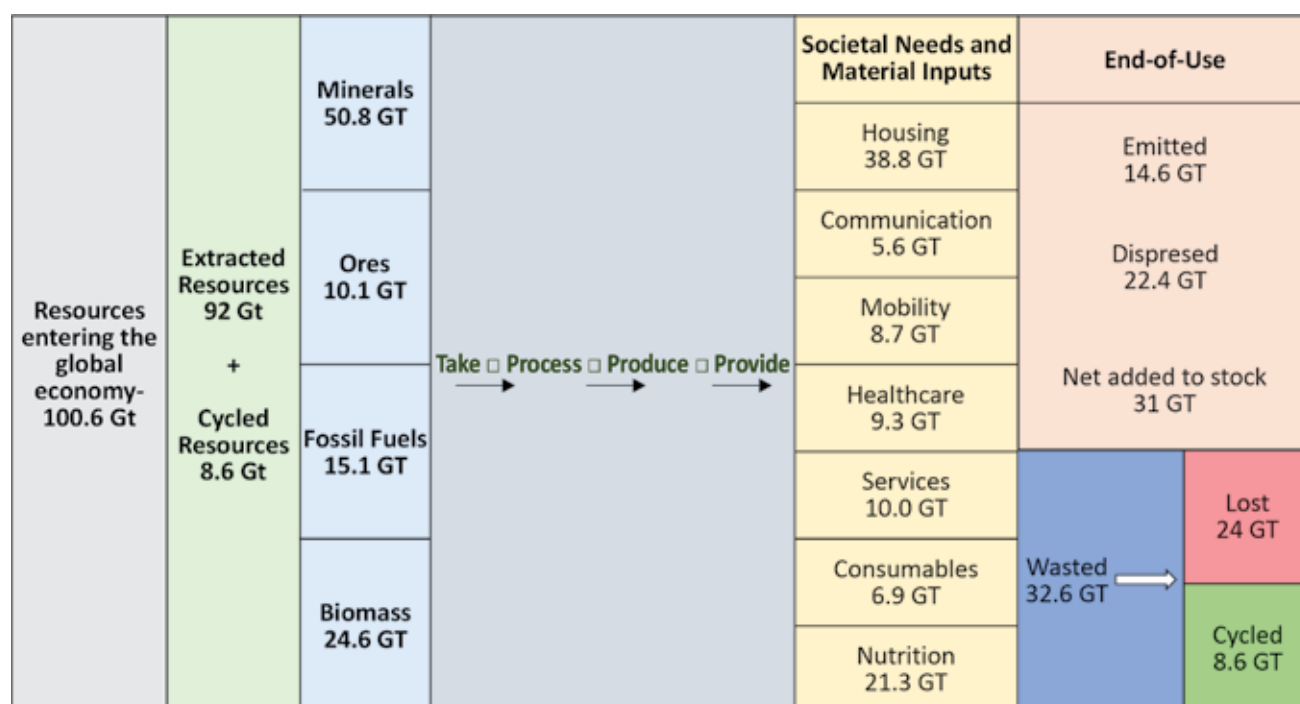 Resources
entering the
global
economy-
100.6 Gt
Extracted
Resources
92 Gt
+
Cycled
Resources
8.6 Gt
Minerals
50.8 GT
Ores
10.1 GT
Fossil Fuels
15.1 GT
Biomass
24.6 GT
Take □ Process □ Produce □ Provide
Societal Needs and
Material Inputs
Housing
38.8 GT
Communication
5.6 GT
Mobility
8.7 GT
Healthcare
9.3 GT
Services
10.0 GT
Consumables
6.9 GT
Nutrition
21.3 GT
End-of-Use
Emitted
14.6 GT
Dispresed
22.4 GT
Net added to stock
31 GT
Wasted
32.6 GT
Lost
24 GT
Cycled
8.6 GT